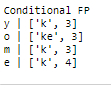 Conditional FP
y | ['k', 3]
o | ['ke', 3]
m | ['k', 3]
e | ['k', 4]